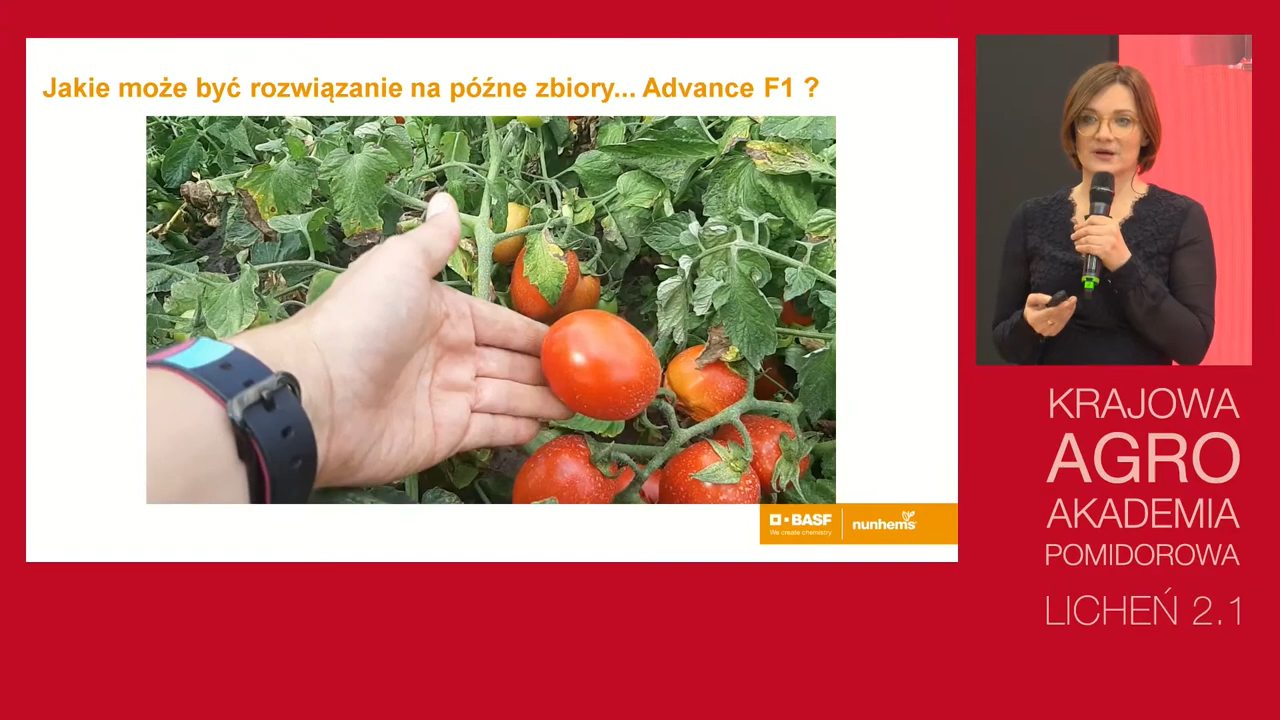 Jakie może być rozwiązanie na późne zbiory... Advance F1 ?
BASF
We create chemistry
nunhems
KRAJOWA
AGRO
AKADEMIA
POMIDOROWA
LICHEŃ 2.1